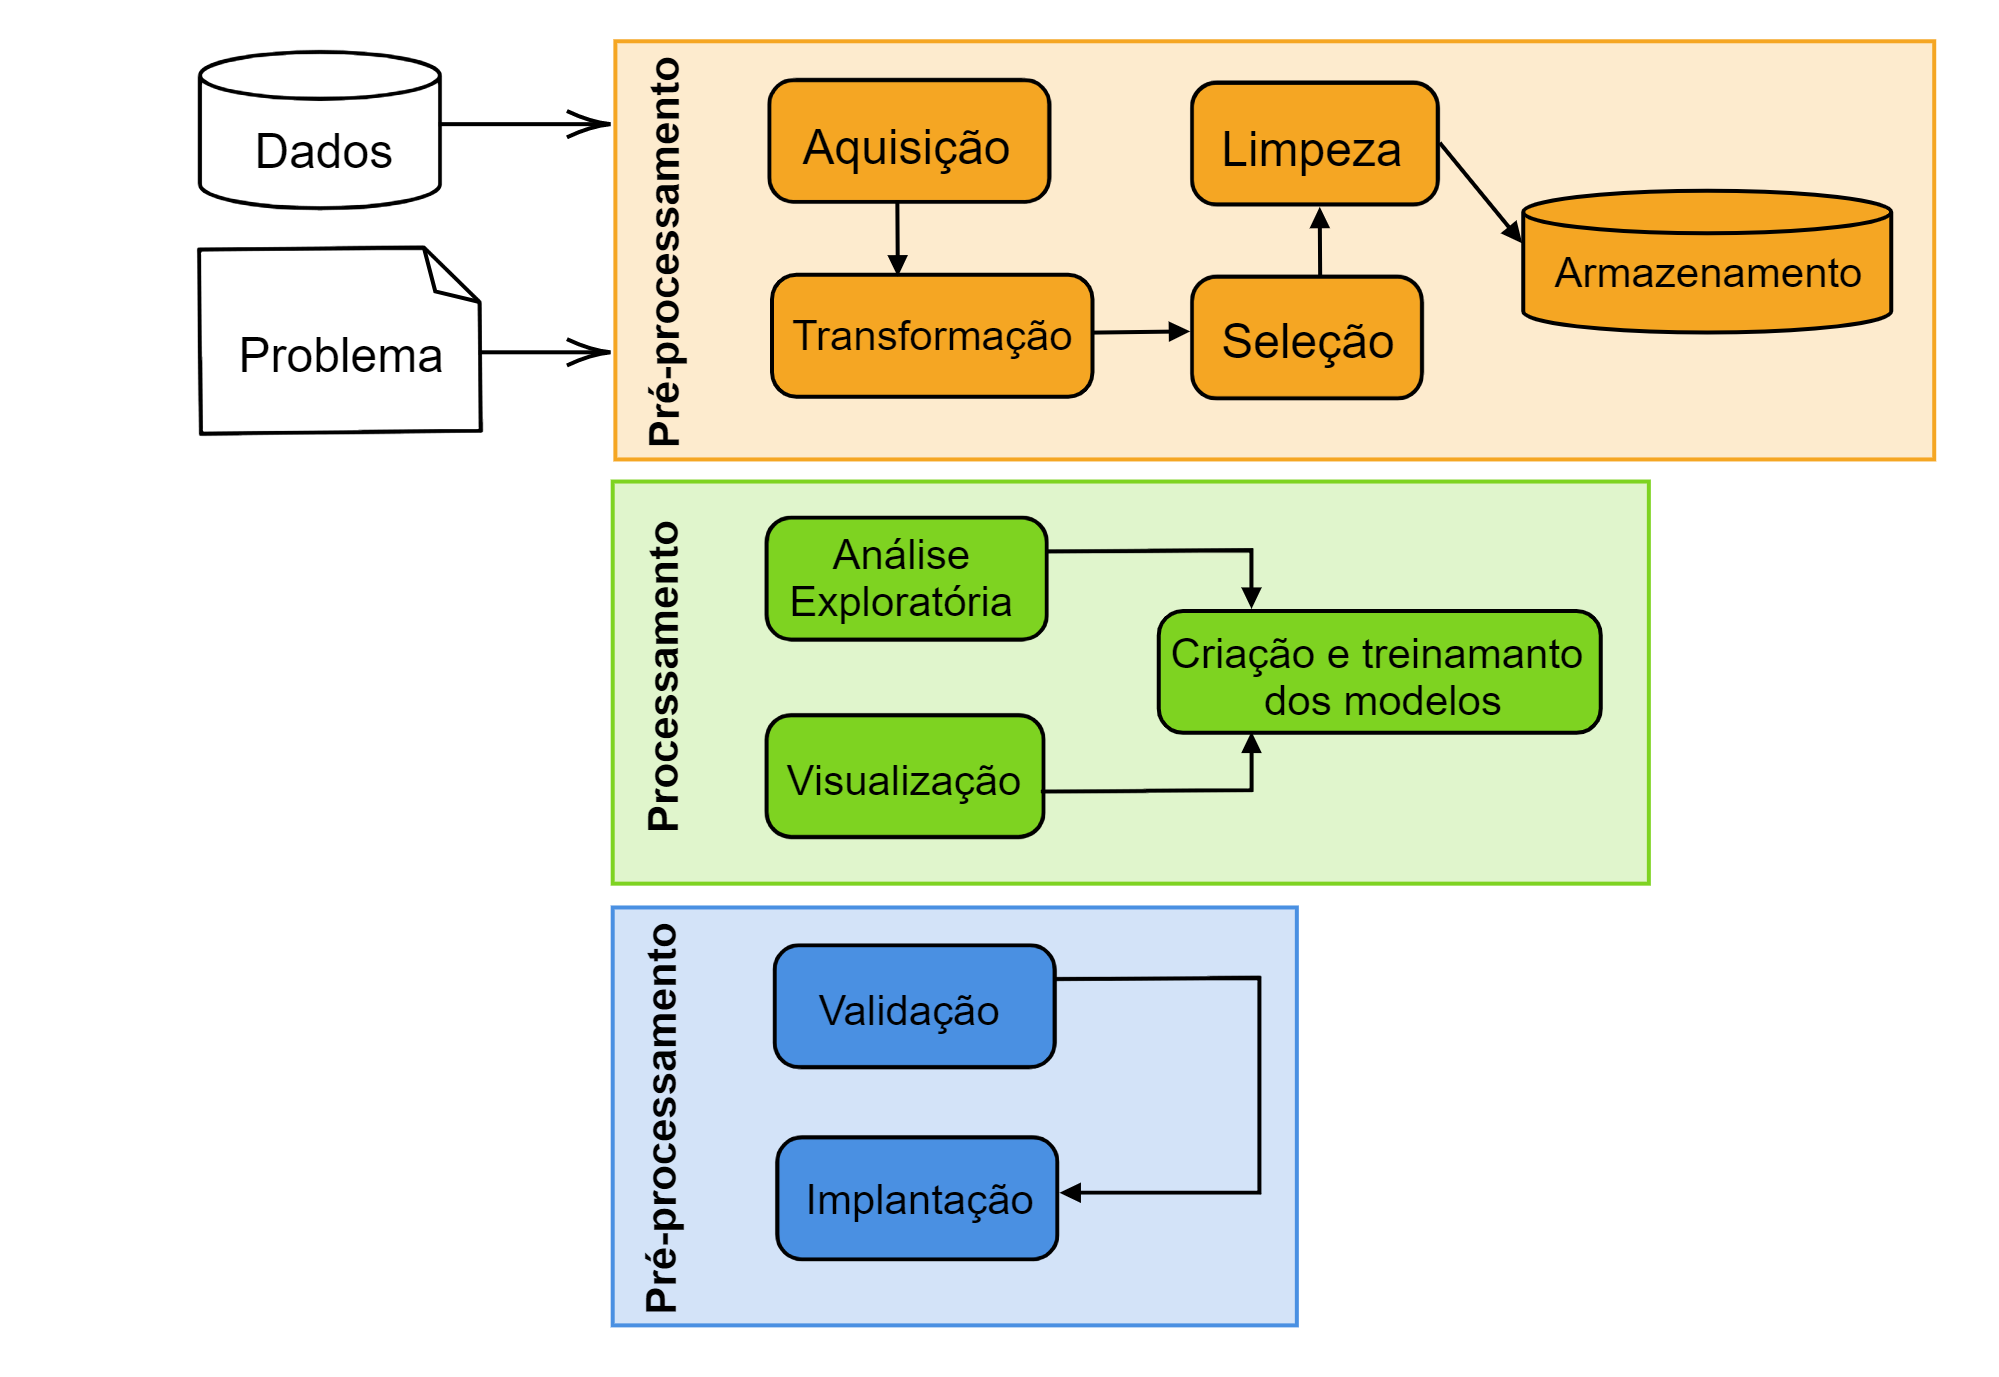 Dados
Problema
Pré-processamento
Aquisição
Limpeza
Armazenamento
Transformação
Seleção
Processamento
Análise
Exploratória
Criação e treinamanto
dos modelos
Visualização
Pré-processamento
Validação
Implantação